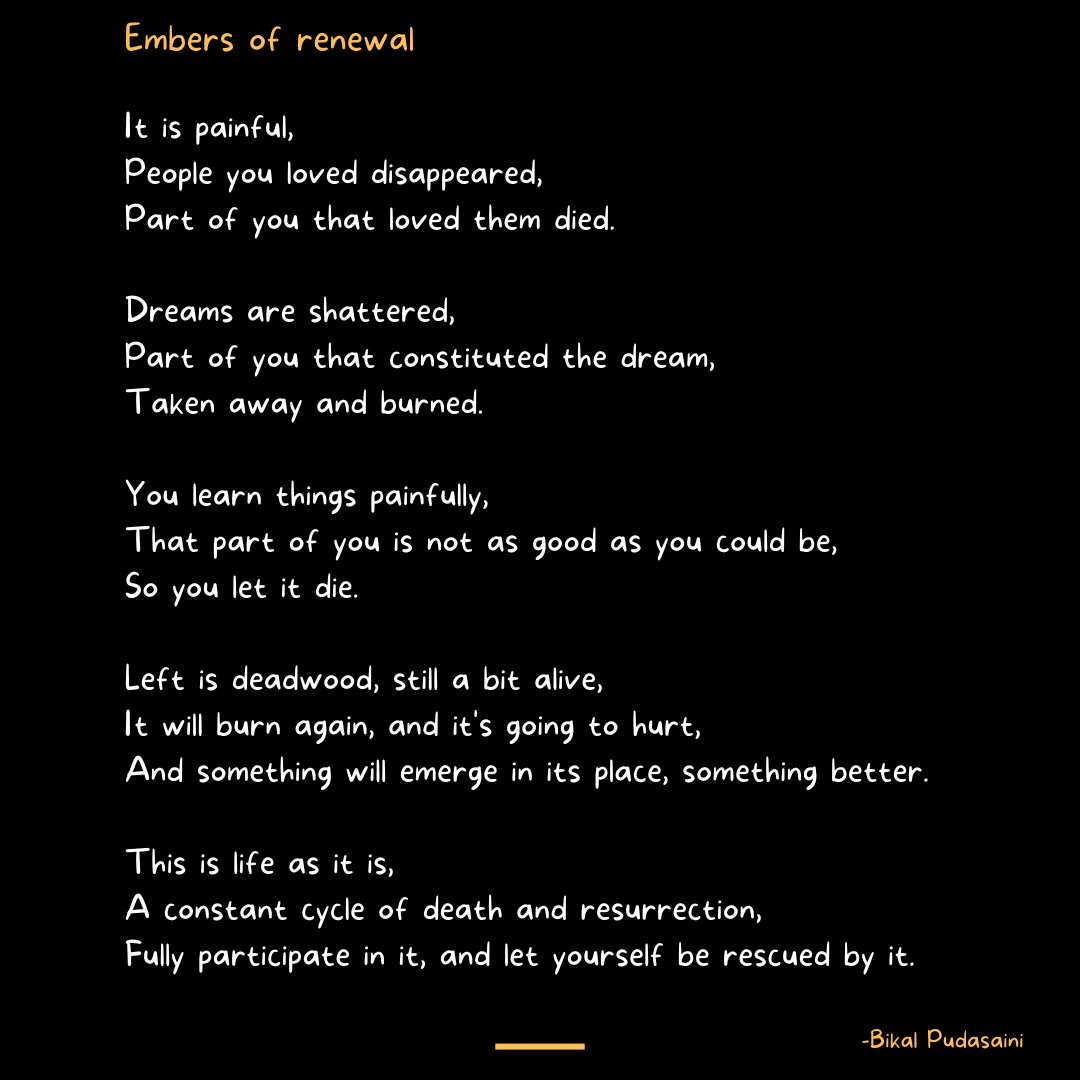 Embers of renewal
It is painful,
People you loved disappeared,
Part of you that loved them died.
Dreams are shattered,
Part of you that constituted the dream,
Taken away and burned.
You learn things painfully,
That part of you is not as good as you could be,
So you let it die.
Left is deadwood, still a bit alive,
It will burn again, and it's going to hurt,
And something will emerge in its place, something better.
This is life as it is,
A constant cycle of death and resurrection,
Fully participate in it, and let yourself be rescued by it.
-Bikal Pudasaini